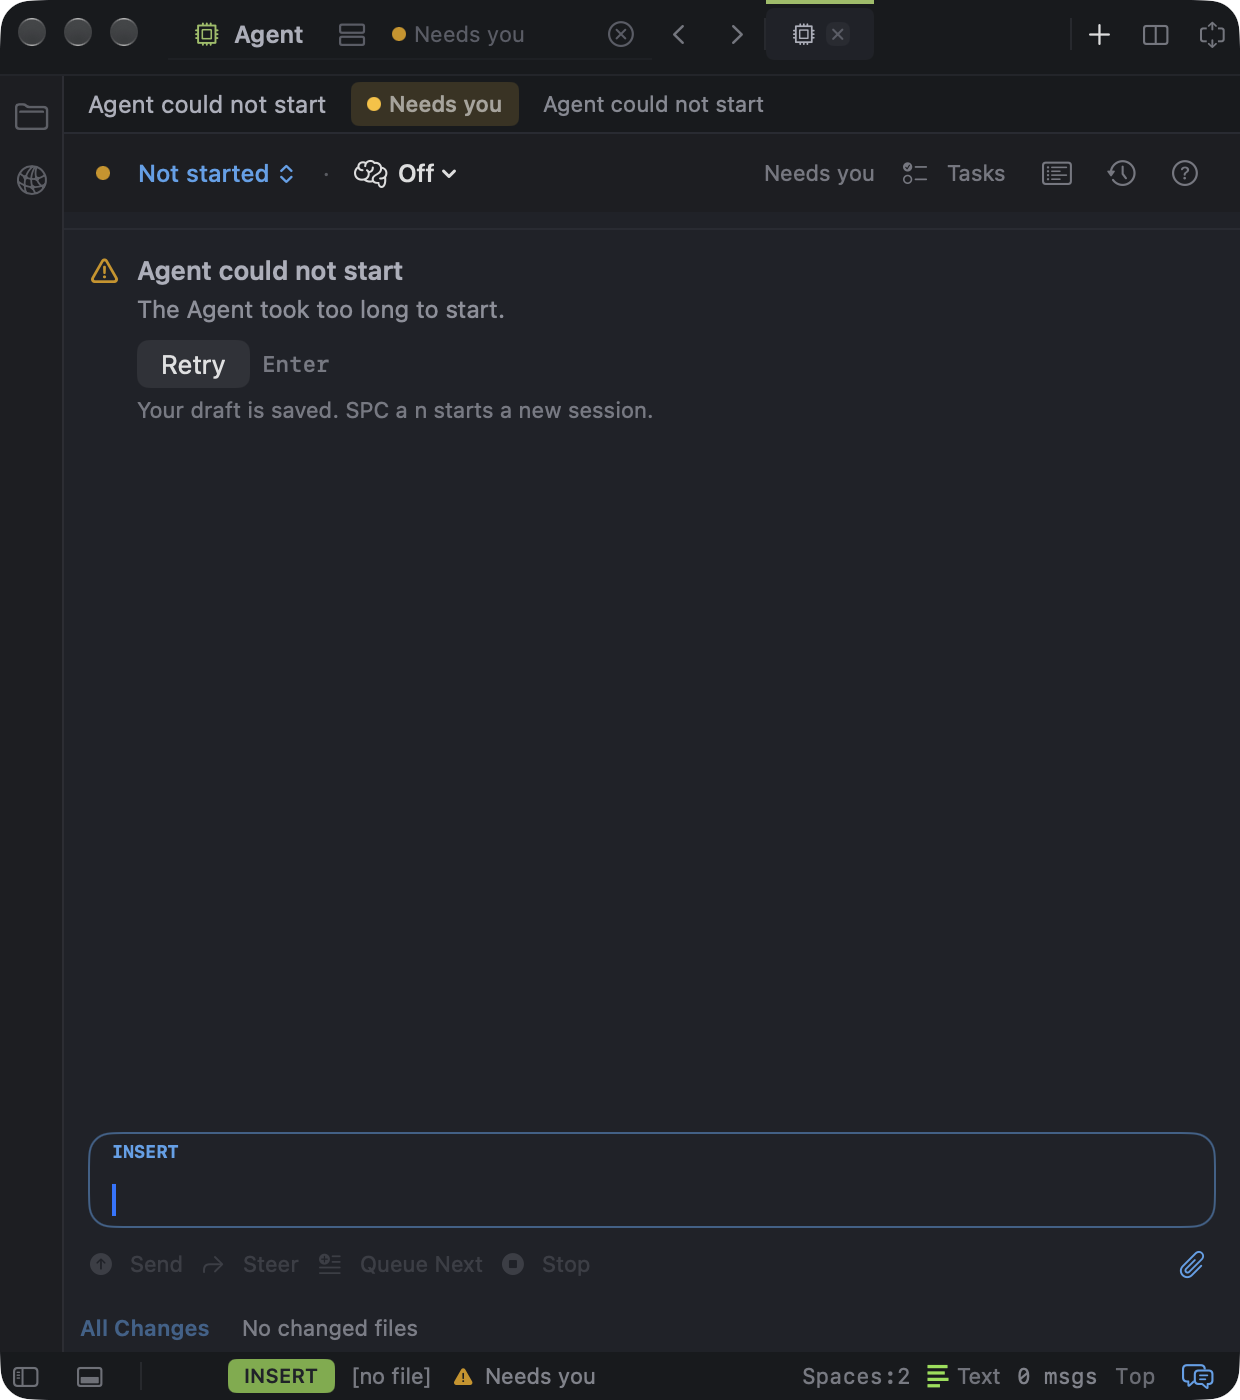 Agent Needs you
Agent could not start Needs you Agent could not start
Not started · Off Needs you Tasks
Agent could not start
The Agent took too long to start.
Retry Enter
Your draft is saved. SPC a n starts a new session.
INSERT
Send Steer Queue Next Stop
All Changes No changed files
INSERT [no file] Needs you Spaces:2 Text 0 msgs Top